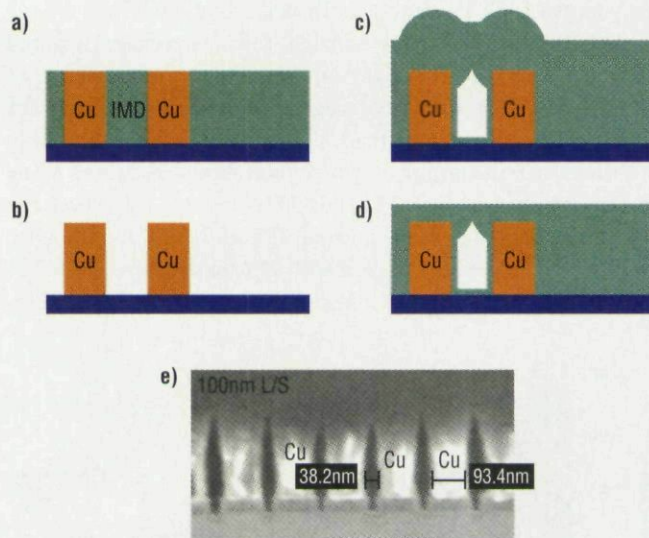 a)
Cu IMD Cu
b)
Cu Cu
c)
Cu Cu
d)
Cu Cu
e)
100nm L/S
Cu Cu Cu
38.2nm 93.4nm